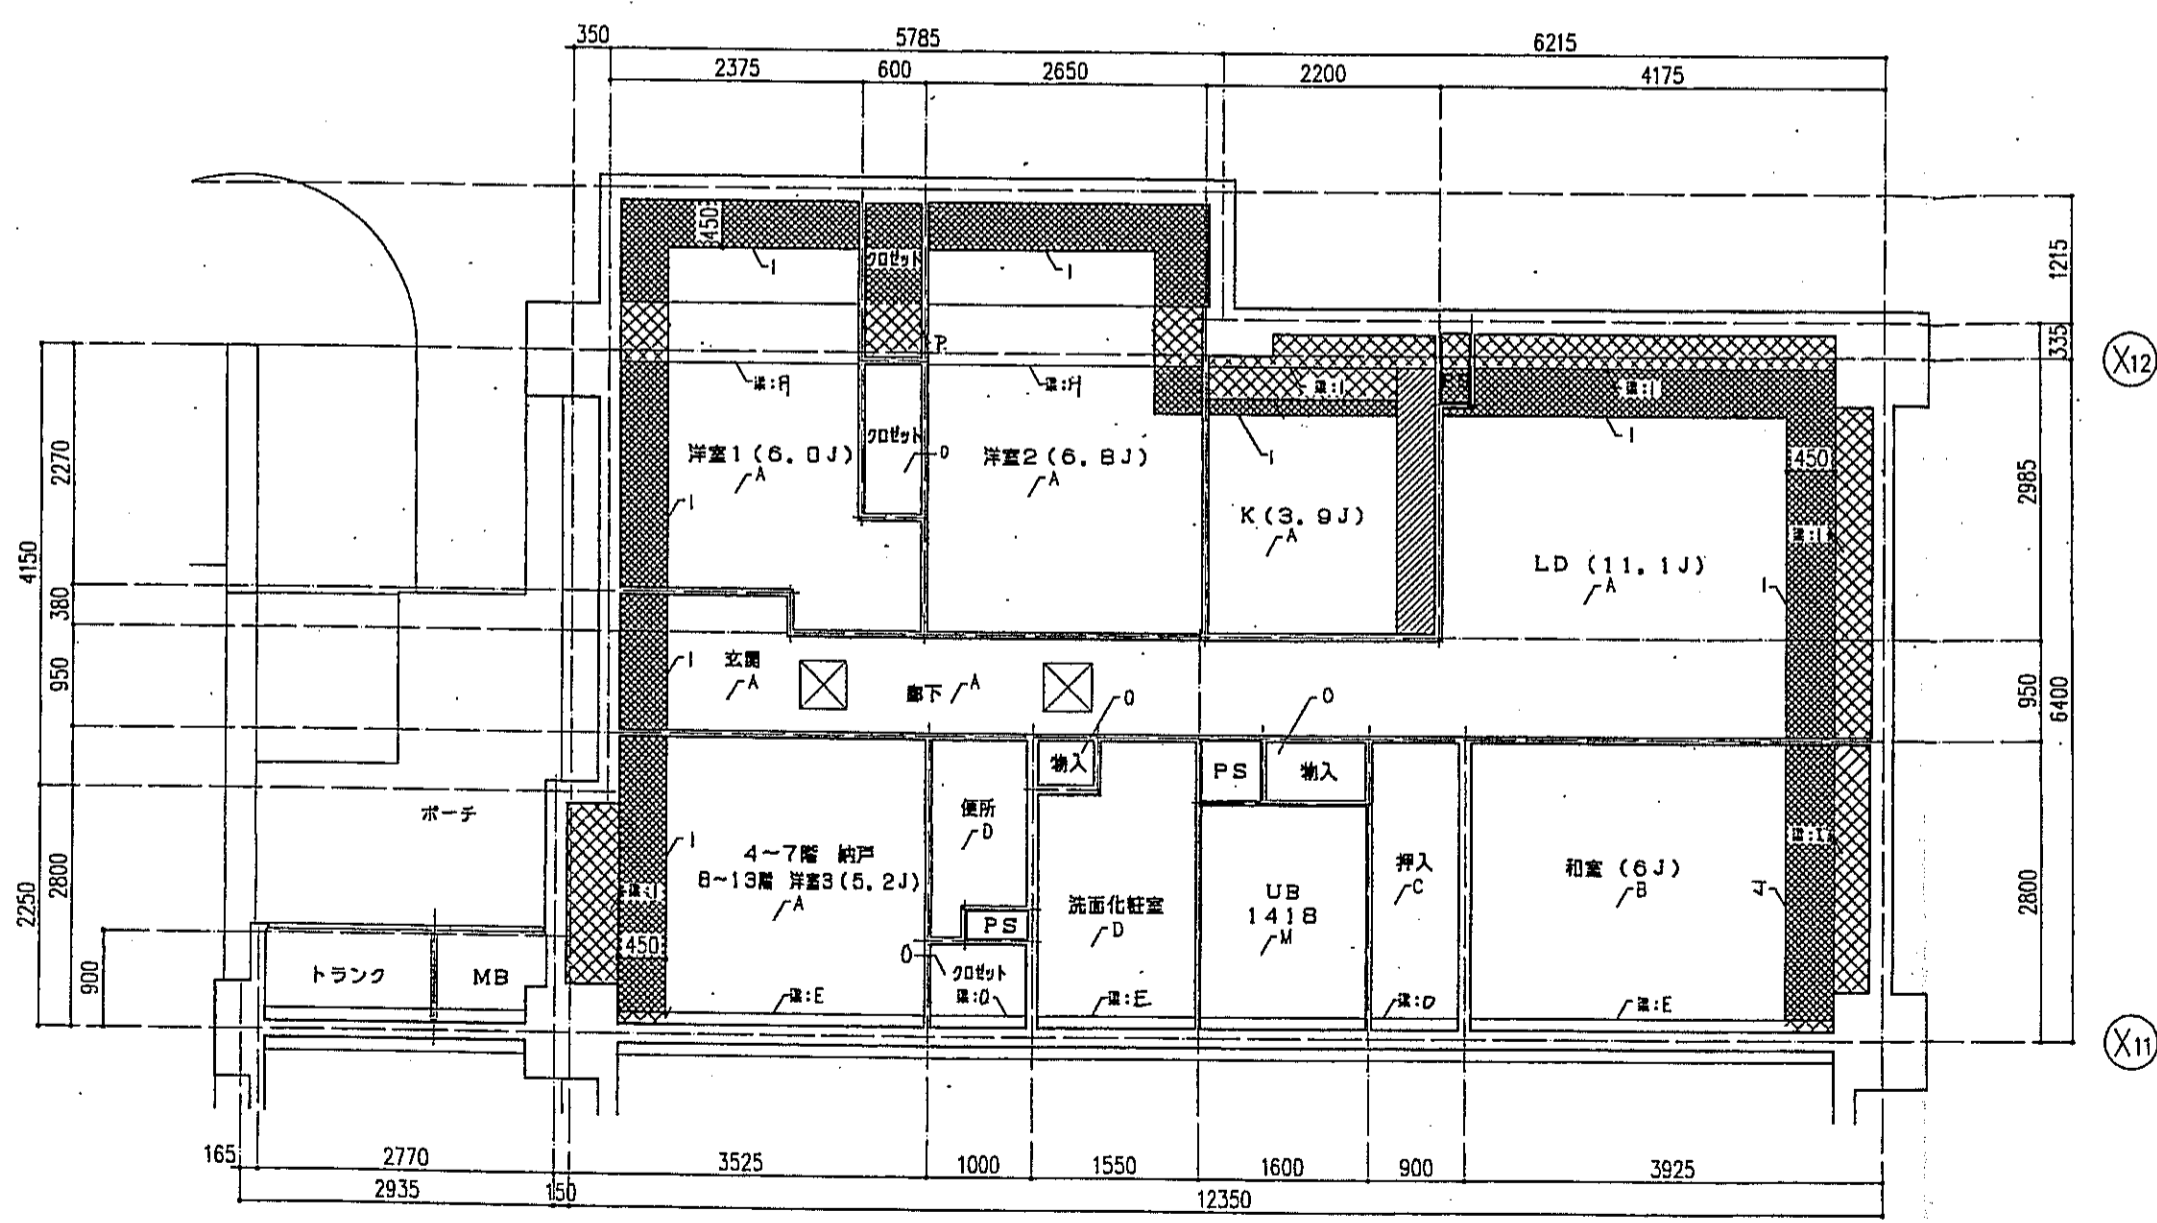 350
5785
6215
2375
600
2650
2200
4175
450
クロゼット
1215
335
X12
P
梁:H
梁:H
梁:I
梁:I
I
I
I
I
洋室1(6.0J)
A
クロゼット
O
洋室2(6.8J)
A
K(3.9J)
A
LD (11.1J)
A
450
梁:I
I
I
2270
4150
380
950
2985
950
6400
玄関
A
I
廊下
A
O
O
物入
PS
物入
ポーチ
便所
D
I
4~7階 納戸
8~13階 洋室3(5.2J)
A
梁:I
450
押入
C
和室 (6J)
B
梁:I
J
洗面化粧室
D
UB
1418
M
PS
O
クロゼット
梁:O
トランク
MB
梁:E
梁:E
梁:O
梁:E
2250
2800
900
2800
X11
165
2770
3525
1000
1550
1600
900
3925
2935
150
12350